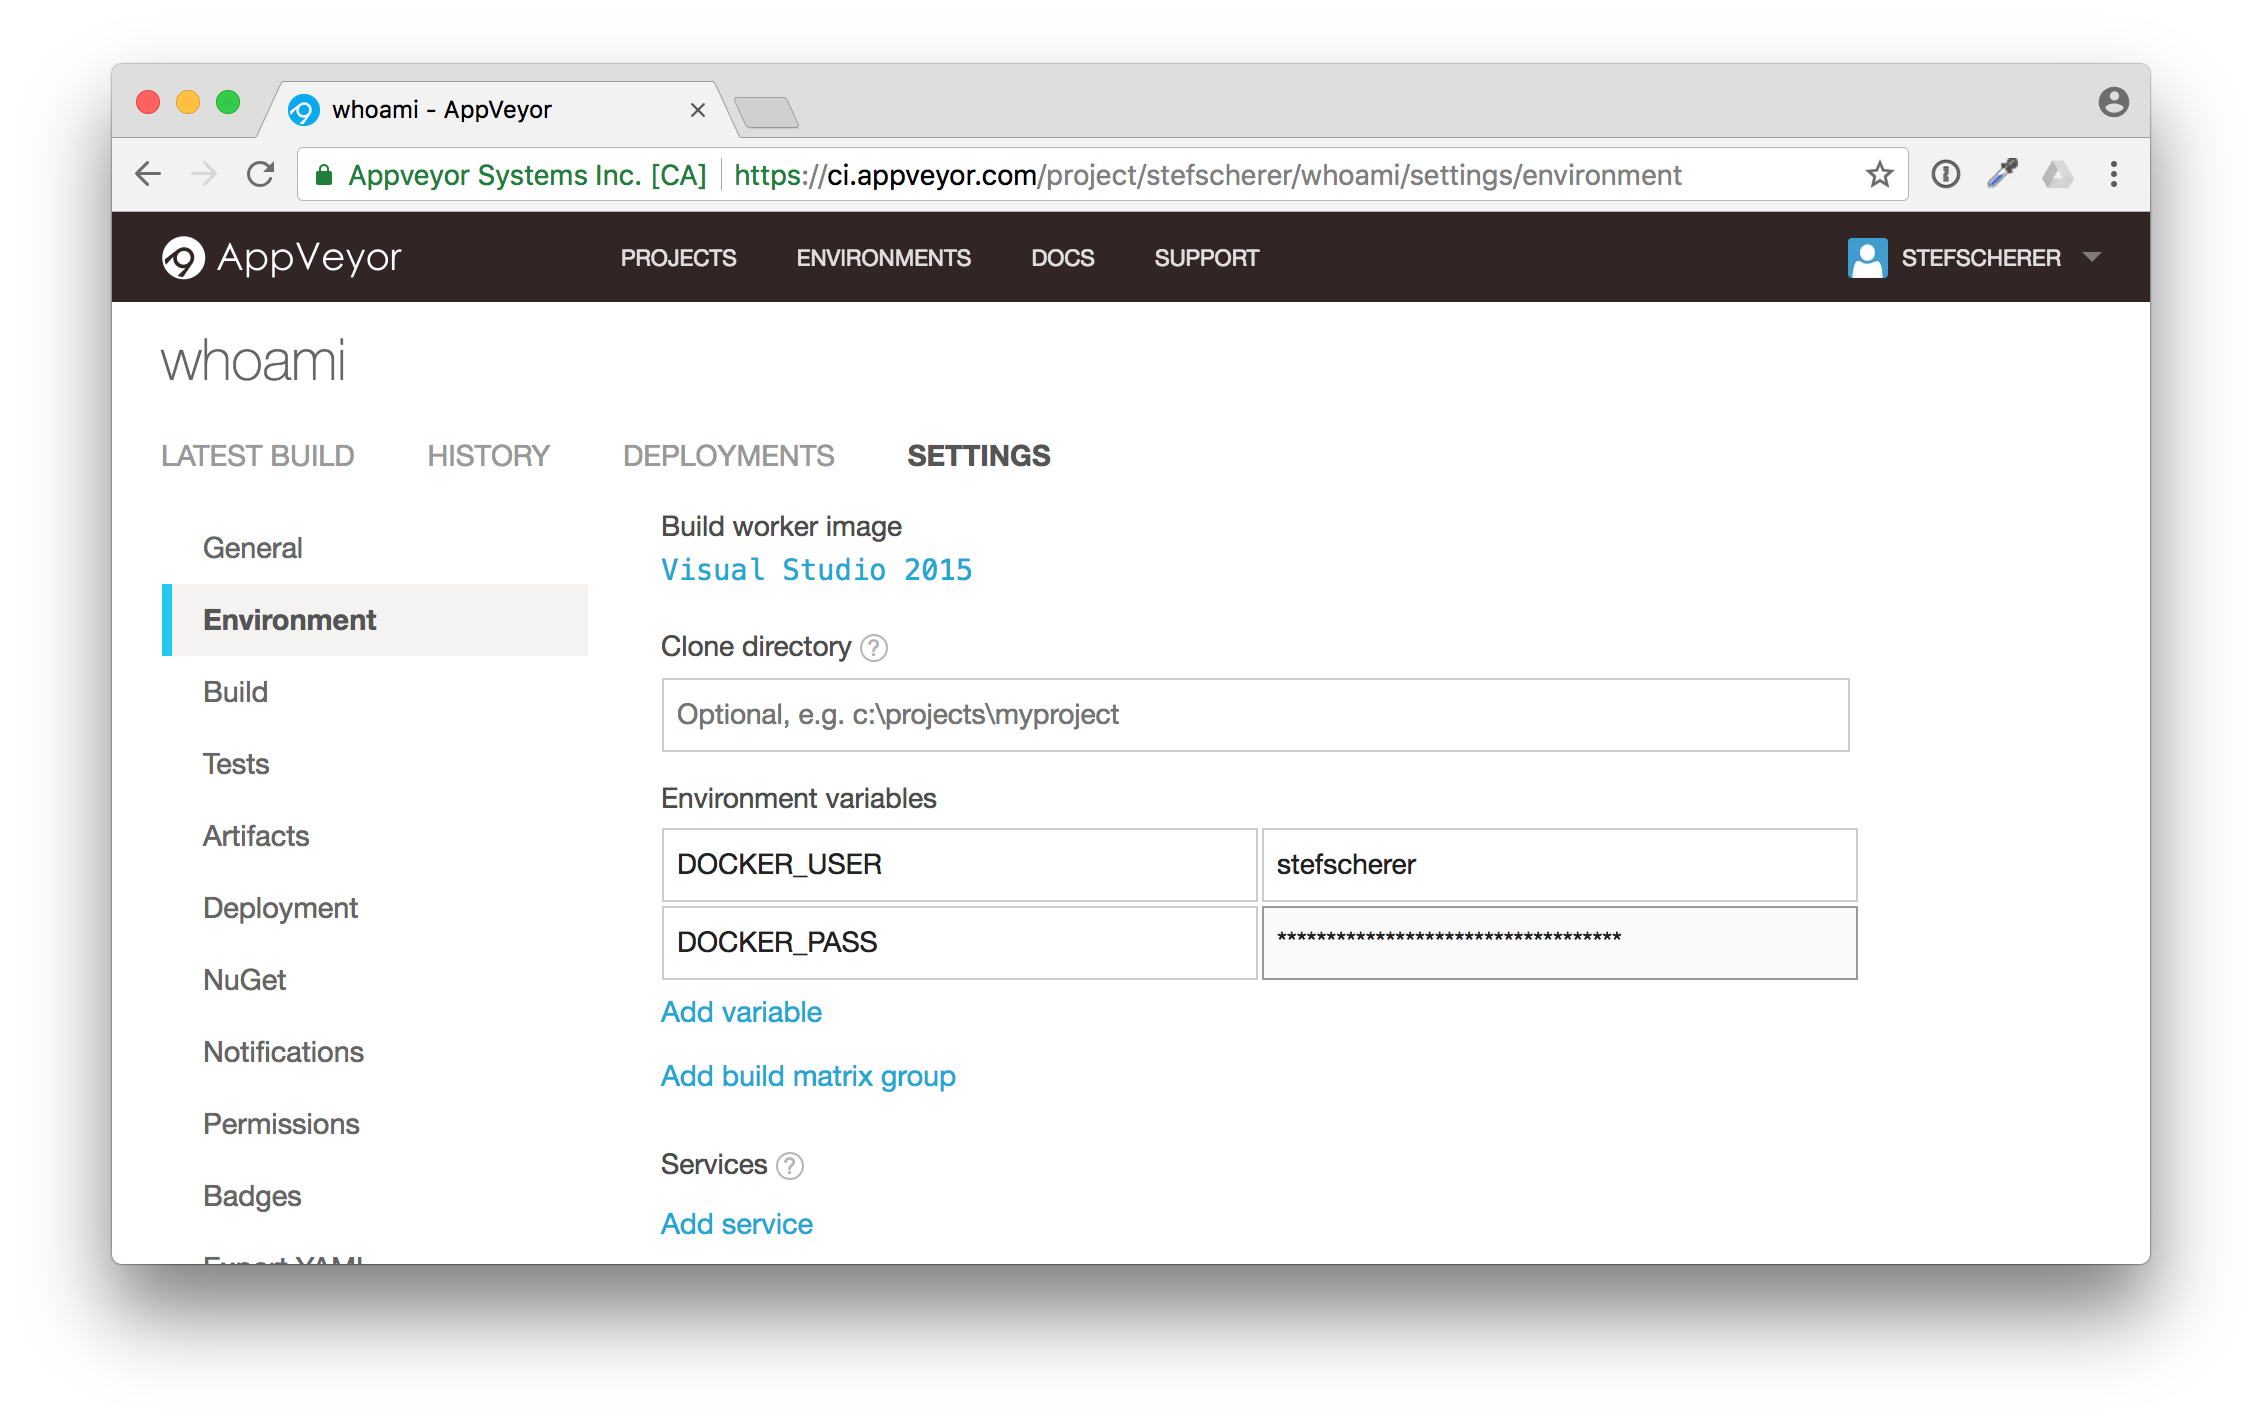 whoami - AppVeyor
Appveyor Systems Inc. [CA] https://ci.appveyor.com/project/stefscherer/whoami/settings/environment
AppVeyor PROJECTS ENVIRONMENTS DOCS SUPPORT STEFSCHERER
whoami
LATEST BUILD HISTORY DEPLOYMENTS SETTINGS
General
Environment
Build
Tests
Artifacts
Deployment
NuGet
Notifications
Permissions
Badges
Export YAML
Build worker image
Visual Studio 2015
Clone directory ?
Optional, e.g. c:\projects\myproject
Environment variables
DOCKER_USER stefscherer
DOCKER_PASS ***********************************
Add variable
Add build matrix group
Services ?
Add service